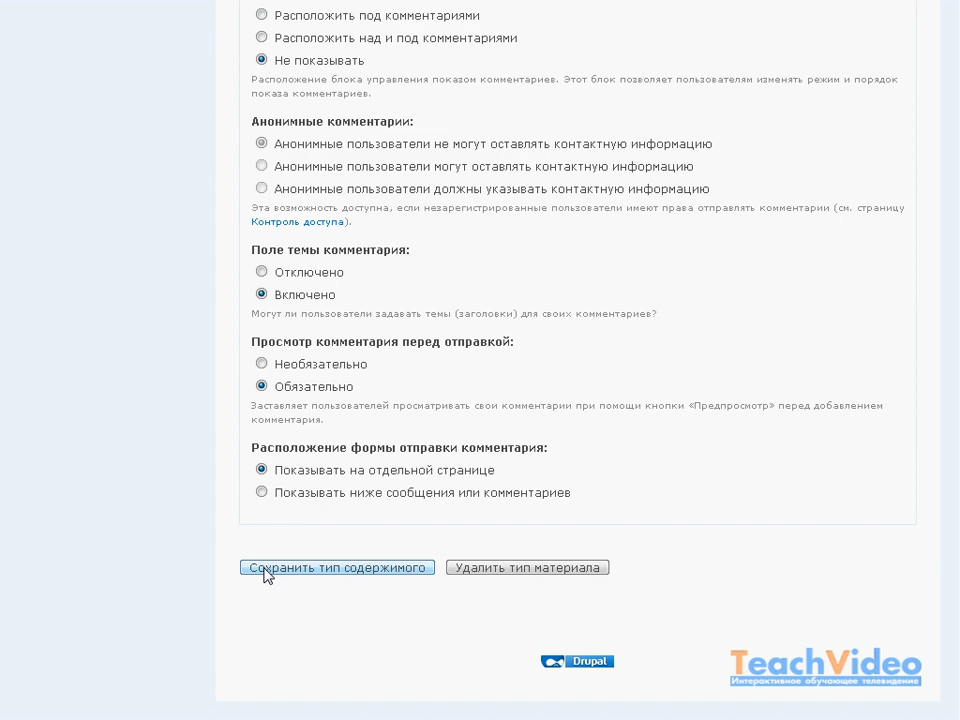 Расположить под комментариями
Расположить над и под комментариями
Не показывать
Расположение блока управления показом комментариев. Этот блок позволяет пользователям изменять режим и порядок
показа комментариев.
Анонимные комментарии:
Анонимные пользователи не могут оставлять контактную информацию
Анонимные пользователи могут оставлять контактную информацию
Анонимные пользователи должны указывать контактную информацию
Эта возможность доступна, если незарегистрированные пользователи имеют права отправлять комментарии (см. страницу
Контроль доступа).
Поле темы комментария:
Отключено
Включено
Могут ли пользователи задавать темы (заголовки) для своих комментариев?
Просмотр комментария перед отправкой:
Необязательно
Обязательно
Заставляет пользователей просматривать свои комментарии при помощи кнопки «Предпросмотр» перед добавлением
комментария.
Расположение формы отправки комментария:
Показывать на отдельной странице
Показывать ниже сообщения или комментариев
Сохранить тип содержимого Удалить тип материала
Drupal
TeachVideo
Интерактивное обучающее телевидение